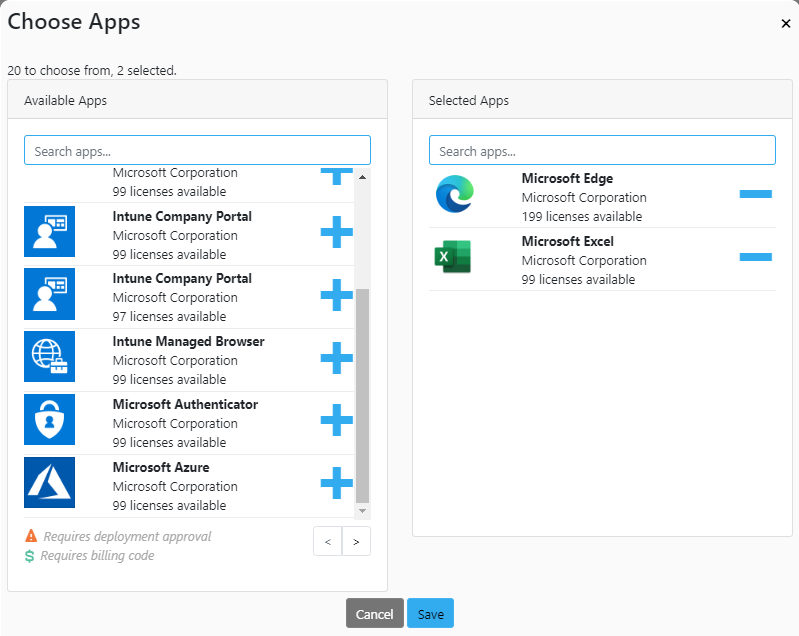 Choose Apps
×
20 to choose from, 2 selected.
Available Apps
Search apps...
Microsoft Corporation
99 licenses available
Intune Company Portal
Microsoft Corporation
99 licenses available
Intune Company Portal
Microsoft Corporation
97 licenses available
Intune Managed Browser
Microsoft Corporation
99 licenses available
Microsoft Authenticator
Microsoft Corporation
99 licenses available
Microsoft Azure
Microsoft Corporation
99 licenses available
Requires deployment approval
$ Requires billing code
< >
Selected Apps
Search apps...
Microsoft Edge
Microsoft Corporation
199 licenses available
X
Microsoft Excel
Microsoft Corporation
99 licenses available
Cancel Save